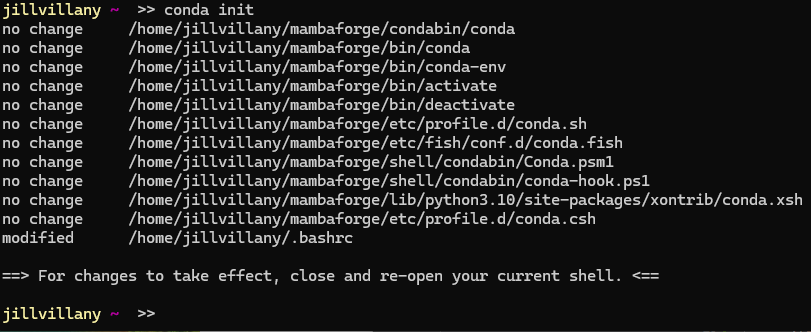 jillvillany ~  >> conda init
no change     /home/jillvillany/mambaforge/condabin/conda
no change     /home/jillvillany/mambaforge/bin/conda
no change     /home/jillvillany/mambaforge/bin/conda-env
no change     /home/jillvillany/mambaforge/bin/activate
no change     /home/jillvillany/mambaforge/bin/deactivate
no change     /home/jillvillany/mambaforge/etc/profile.d/conda.sh
no change     /home/jillvillany/mambaforge/etc/fish/conf.d/conda.fish
no change     /home/jillvillany/mambaforge/shell/condabin/Conda.psm1
no change     /home/jillvillany/mambaforge/shell/condabin/conda-hook.ps1
no change     /home/jillvillany/mambaforge/lib/python3.10/site-packages/xontrib/conda.xsh
no change     /home/jillvillany/mambaforge/etc/profile.d/conda.csh
modified      /home/jillvillany/.bashrc
==> For changes to take effect, close and re-open your current shell. <==
jillvillany ~  >>